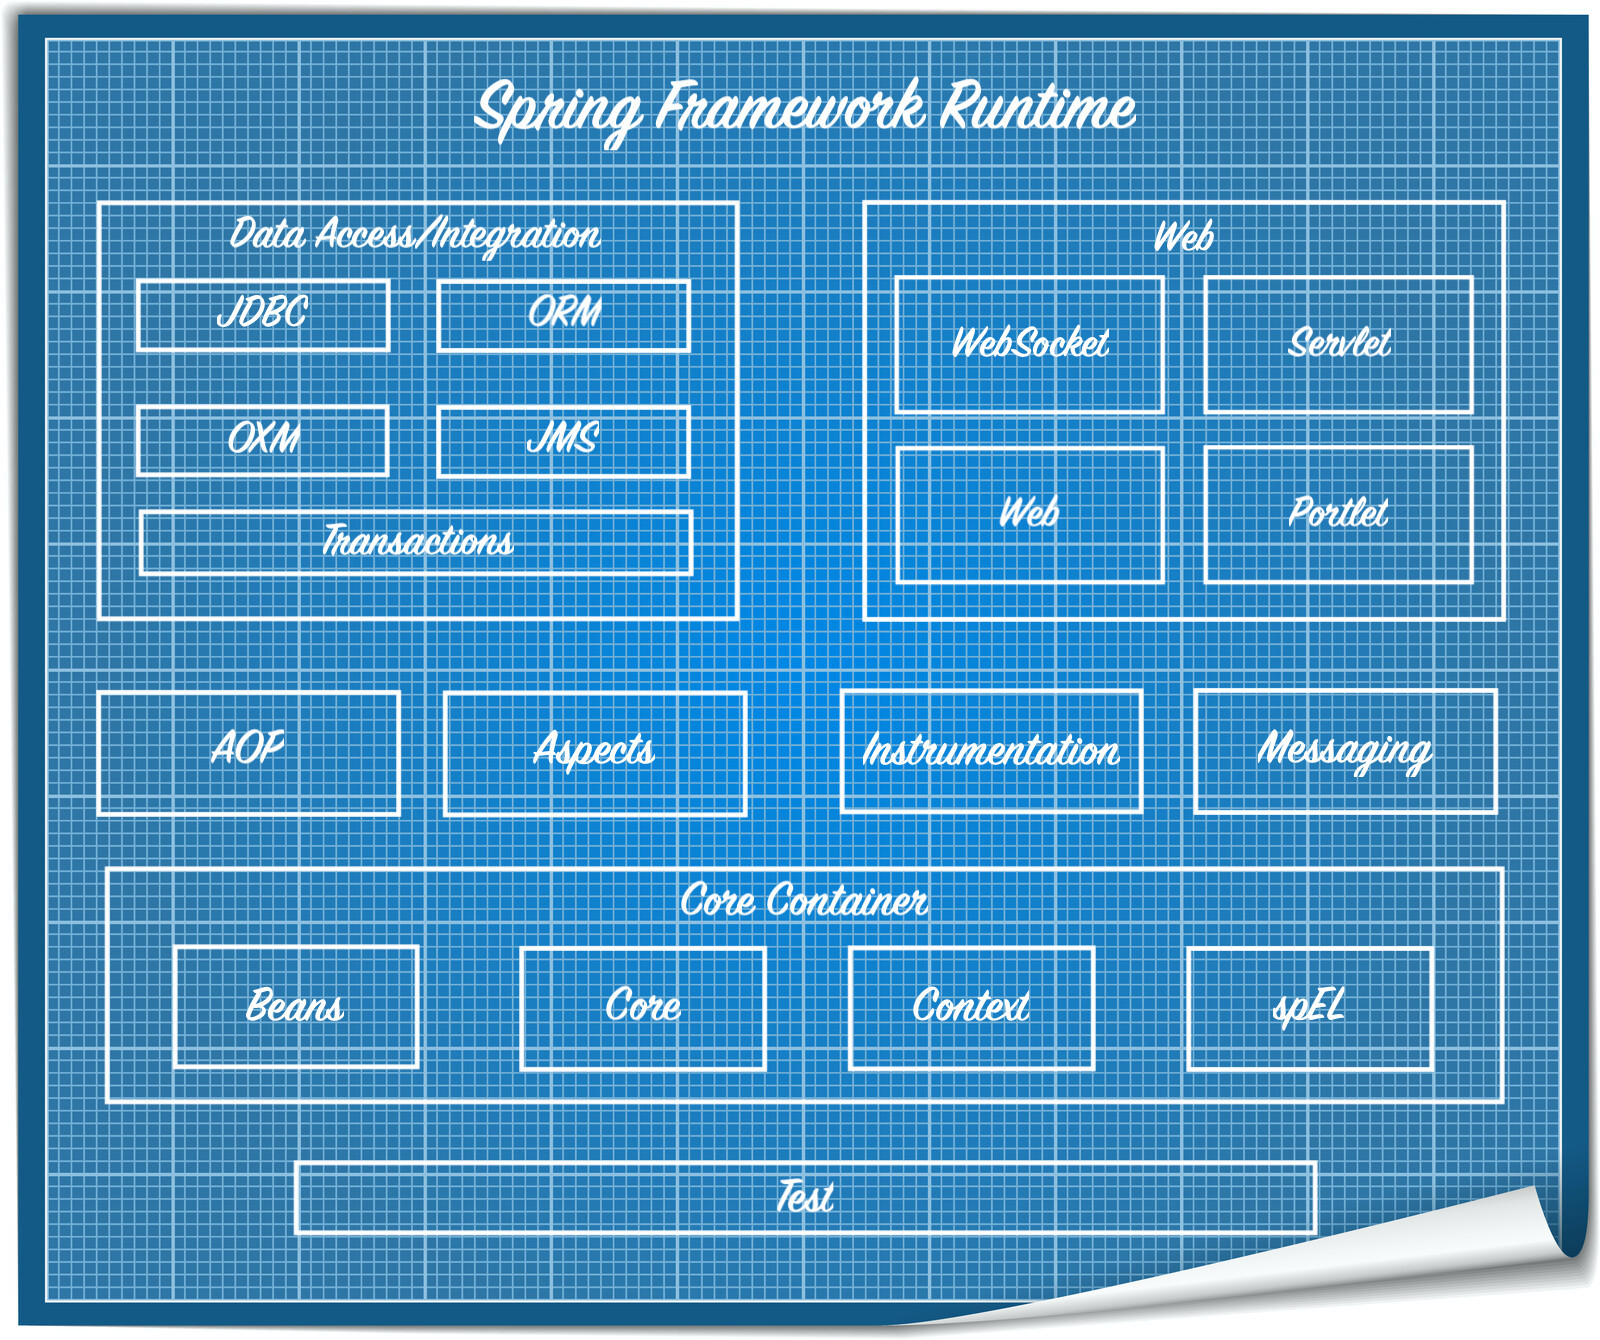 Spring Framework Runtime
Data Access/Integration
JDBC
ORM
OXM
JMS
Transactions
Web
WebSocket
Servlet
Web
Portlet
AOP
Aspects
Instrumentation
Messaging
Core Container
Beans
Core
Context
spEL
Test